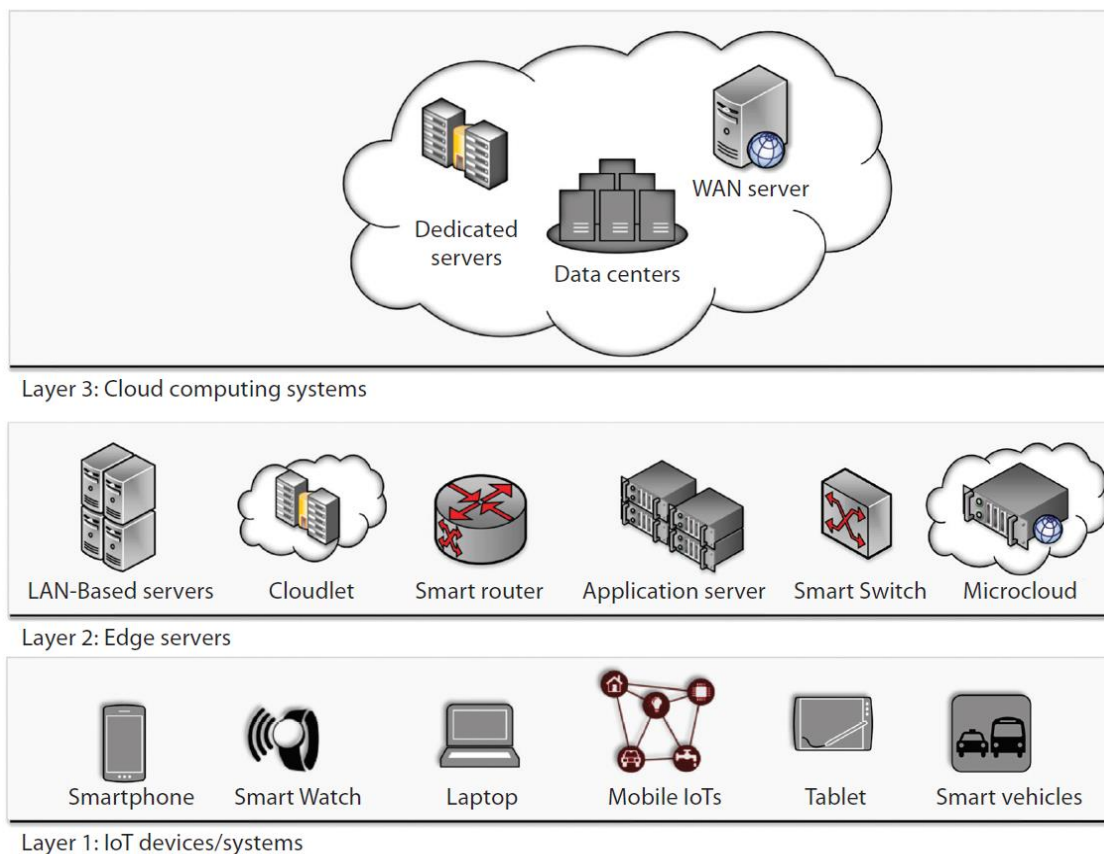 WAN server
Dedicated
servers
Data centers
Layer 3: Cloud computing systems
LAN-Based servers
Cloudlet
Smart router
Application server
Smart Switch
Microcloud
Layer 2: Edge servers
Smartphone
Smart Watch
Laptop
Mobile IoTs
Tablet
Smart vehicles
Layer 1: IoT devices/systems